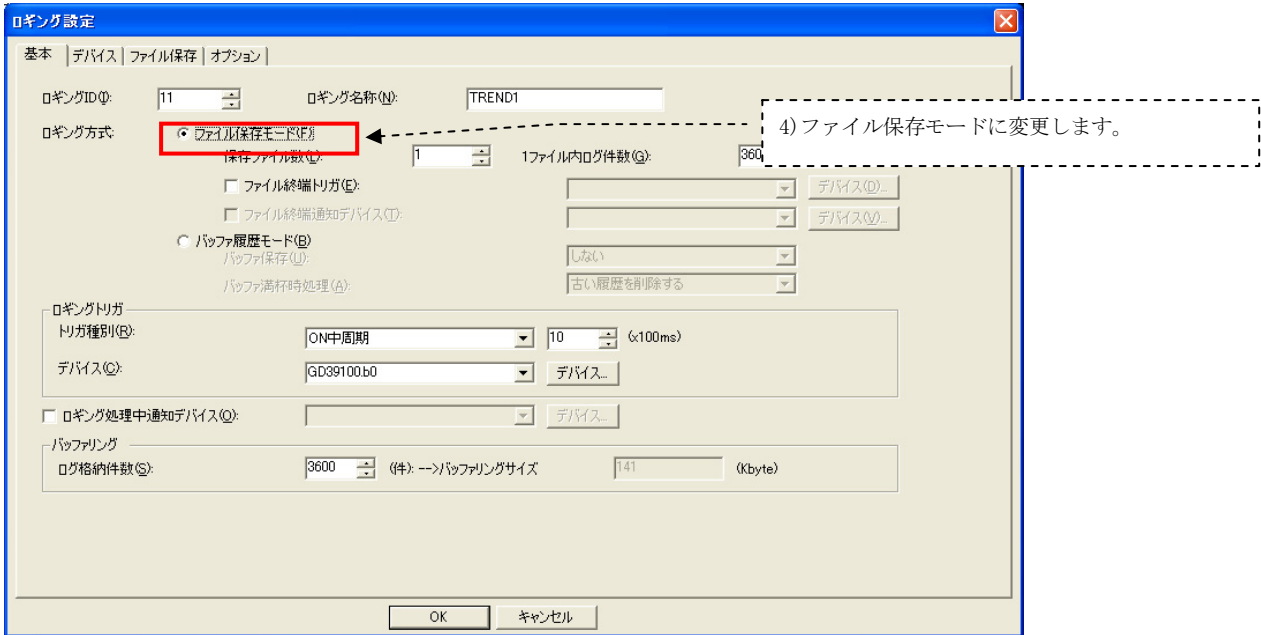 ロギング設定
基本 デバイス ファイル保存 オプション
ロギングID(I): 11 ロギング名称(N): TREND1
4)ファイル保存モードに変更します。
ロギング方式: ファイル保存モード(F)
保存ファイル数(L): 1 1ファイル内ログ件数(G): 360
ファイル終端トリガ(E): デバイス(D)...
ファイル終端通知デバイス(T): デバイス(V)...
バッファ履歴モード(B)
バッファ保存(U): しない
バッファ満杯時処理(A): 古い履歴を削除する
ロギングトリガ
トリガ種別(R): ON中周期 10 (x100ms)
デバイス(C): GD39100.b0 デバイス...
ロギング処理中通知デバイス(O): デバイス...
バッファリング
ログ格納件数(S): 3600 (件): -->バッファリングサイズ 141 (Kbyte)
OK キャンセル